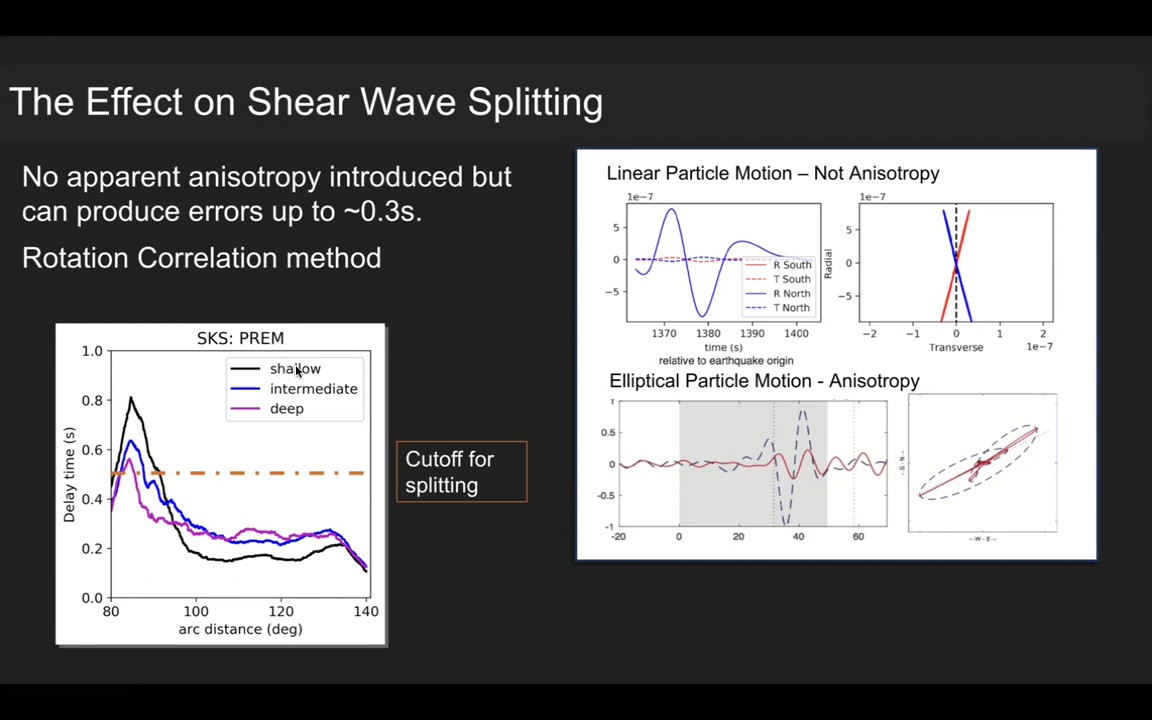 The Effect on Shear Wave Splitting
No apparent anisotropy introduced but
can produce errors up to ~0.3s.
Rotation Correlation method
SKS: PREM
1.0
0.8
0.6
0.4
0.2
0.0
Delay time (s)
shallow
intermediate
deep
80
100
120
140
arc distance (deg)
Cutoff for
splitting
Linear Particle Motion – Not Anisotropy
1e−7
5
0
−5
R South
T South
R North
T North
1370
1380
1390
1400
time (s)
relative to earthquake origin
1e−7
Radial
5
0
−5
−2
−1
0
1
2
Transverse
1e−7
Elliptical Particle Motion - Anisotropy
0.5
0
-0.5
-1
-20
0
20
40
60
←W - E→